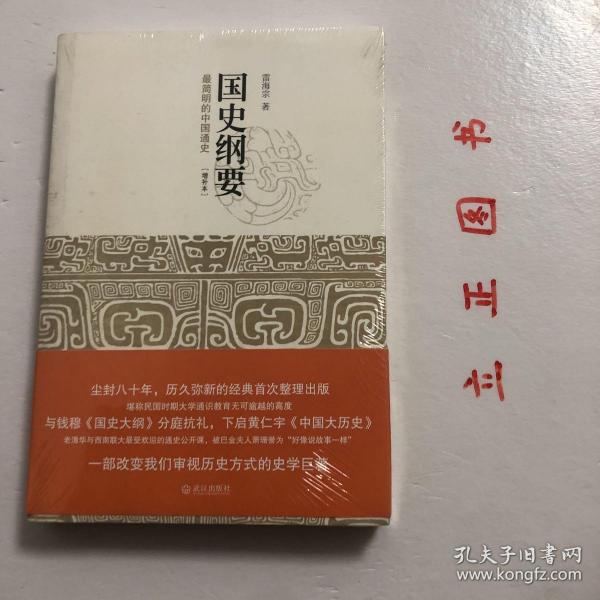 雷海宗 著
国史纲要
［增补本］
最简明的中国通史
尘封八十年，历久弥新的经典首次整理出版
堪称民国时期大学通识教育无可逾越的高度
与钱穆《国史大纲》分庭抗礼，下启黄仁宇《中国大历史》
老清华与西南联大最受欢迎的通史公开课，被巴金夫人萧珊誉为“好像说故事一样”
一部改变我们审视历史方式的史学巨著
武汉出版社
立正图书
孔夫子旧书网
www.kongfz.com